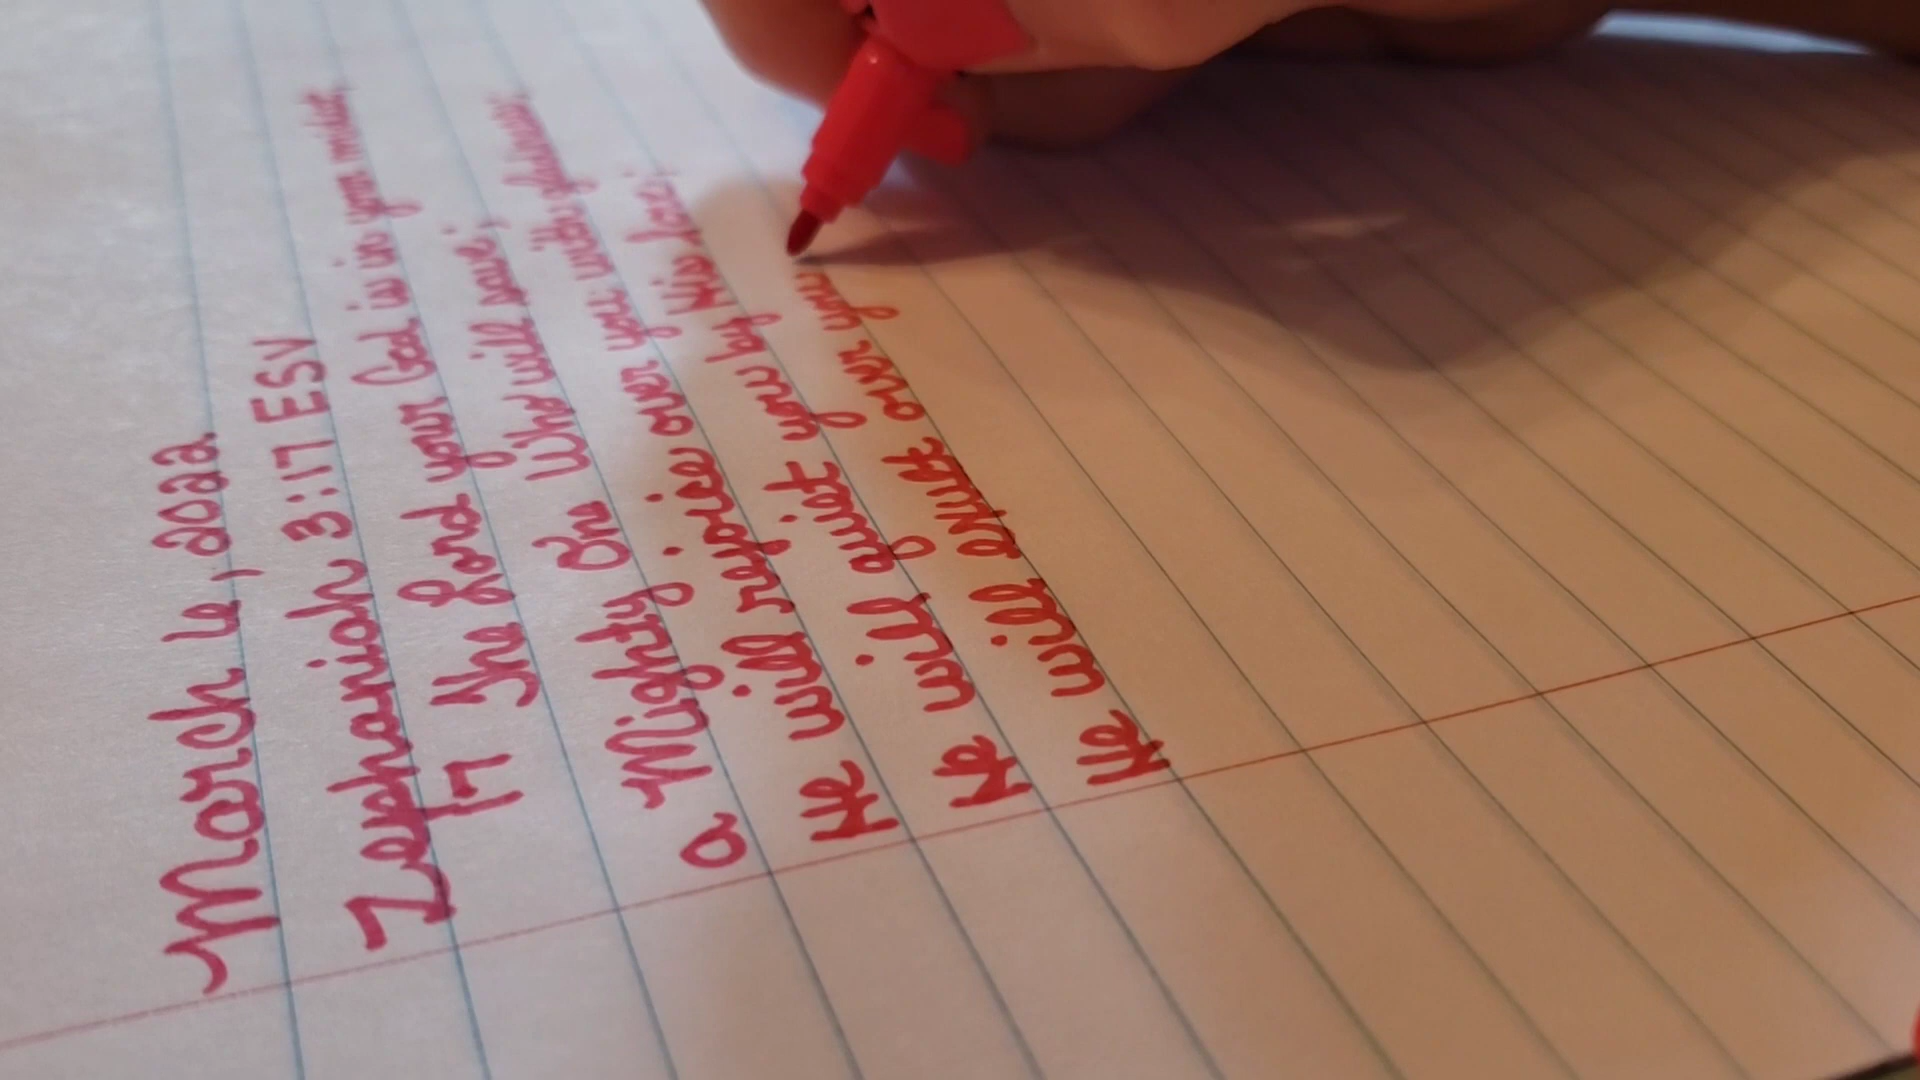 March 16, 2022
Zephaniah 3:17 ESV
17 The Lord your God is in your midst,
a Mighty One Who will save;
He will rejoice over you with gladness;
He will quiet you by His love;
He will exult over you